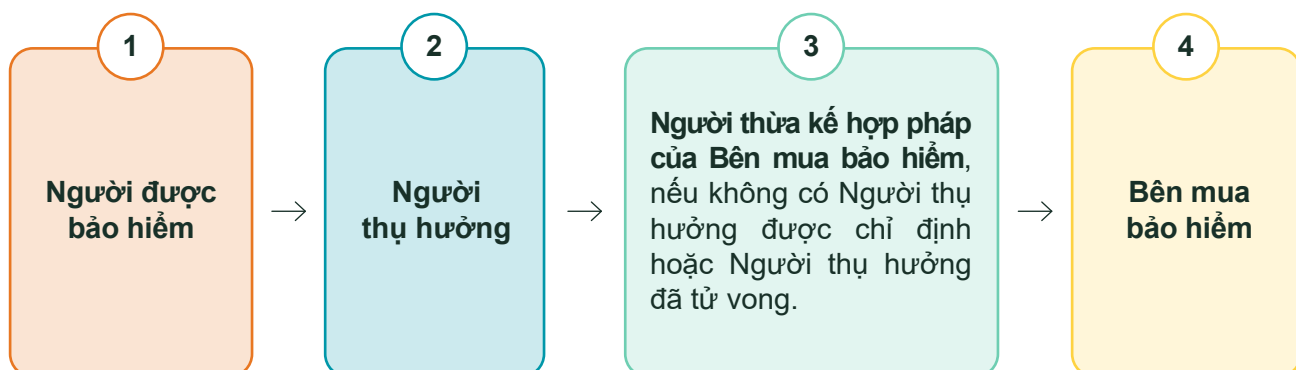 1
Người được
bảo hiểm
2
Người
thụ hưởng
3
Người thừa kế hợp pháp
của Bên mua bảo hiểm,
nếu không có Người thụ
hưởng được chỉ định
hoặc Người thụ hưởng
đã tử vong.
4
Bên mua
bảo hiểm